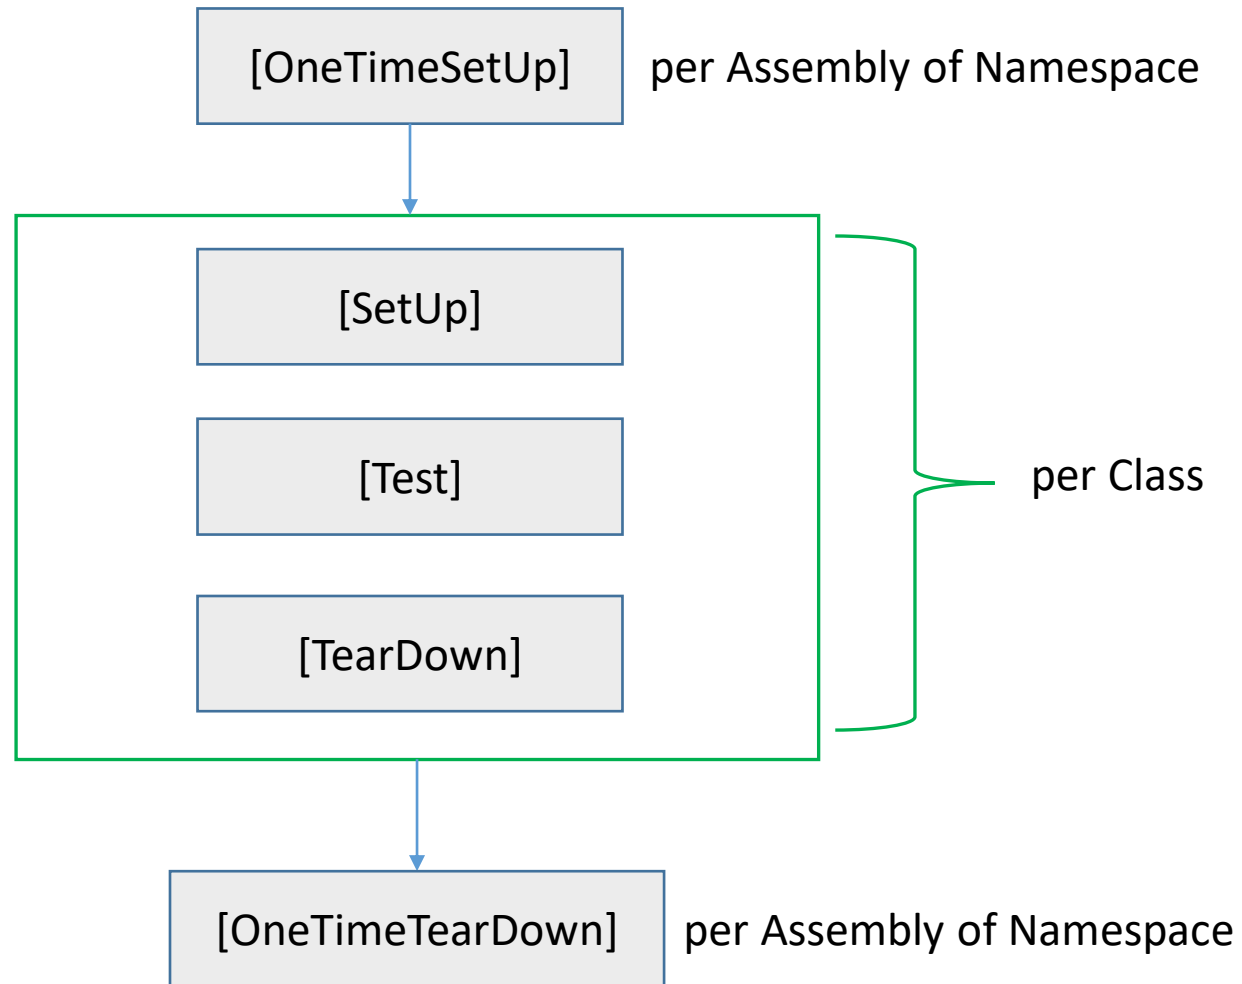 [OneTimeSetUp]
per Assembly of Namespace
[SetUp]
[Test]
per Class
[TearDown]
[OneTimeTearDown]
per Assembly of Namespace